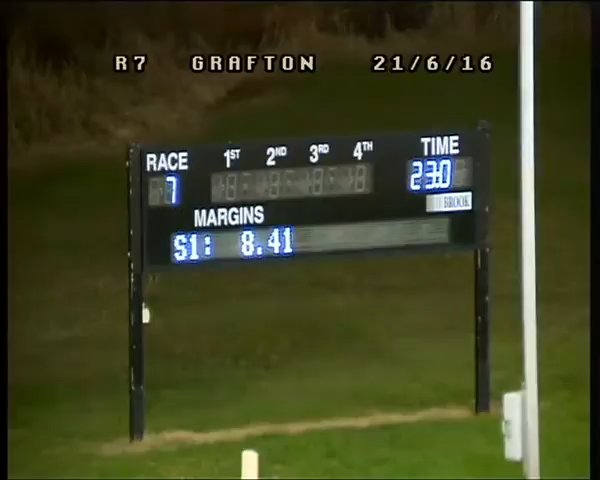 R7 GRAFTON 21/6/16
RACE 1ST 2ND 3RD 4TH TIME
7 23.0
BROOK
MARGINS
S1: 8.41